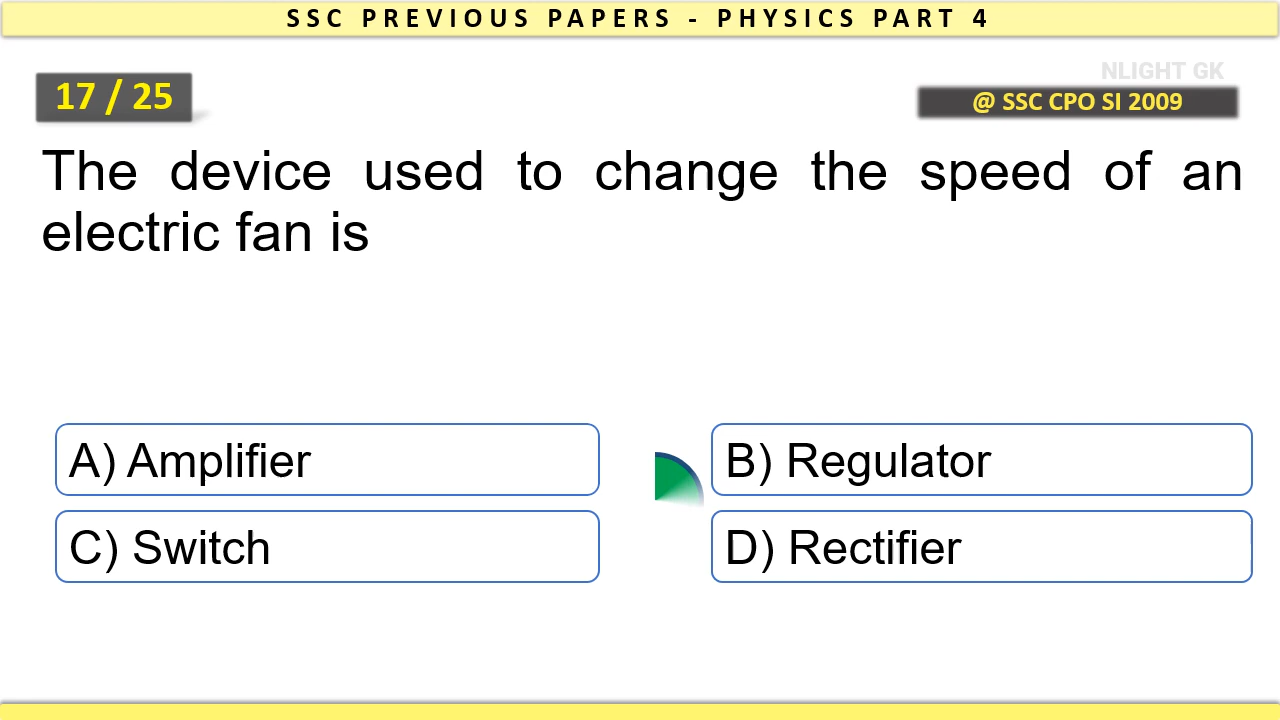 SSC PREVIOUS PAPERS - PHYSICS PART 4
NLIGHT GK
17 / 25
@ SSC CPO SI 2009
The device used to change the speed of an
electric fan is
A) Amplifier
B) Regulator
C) Switch
D) Rectifier